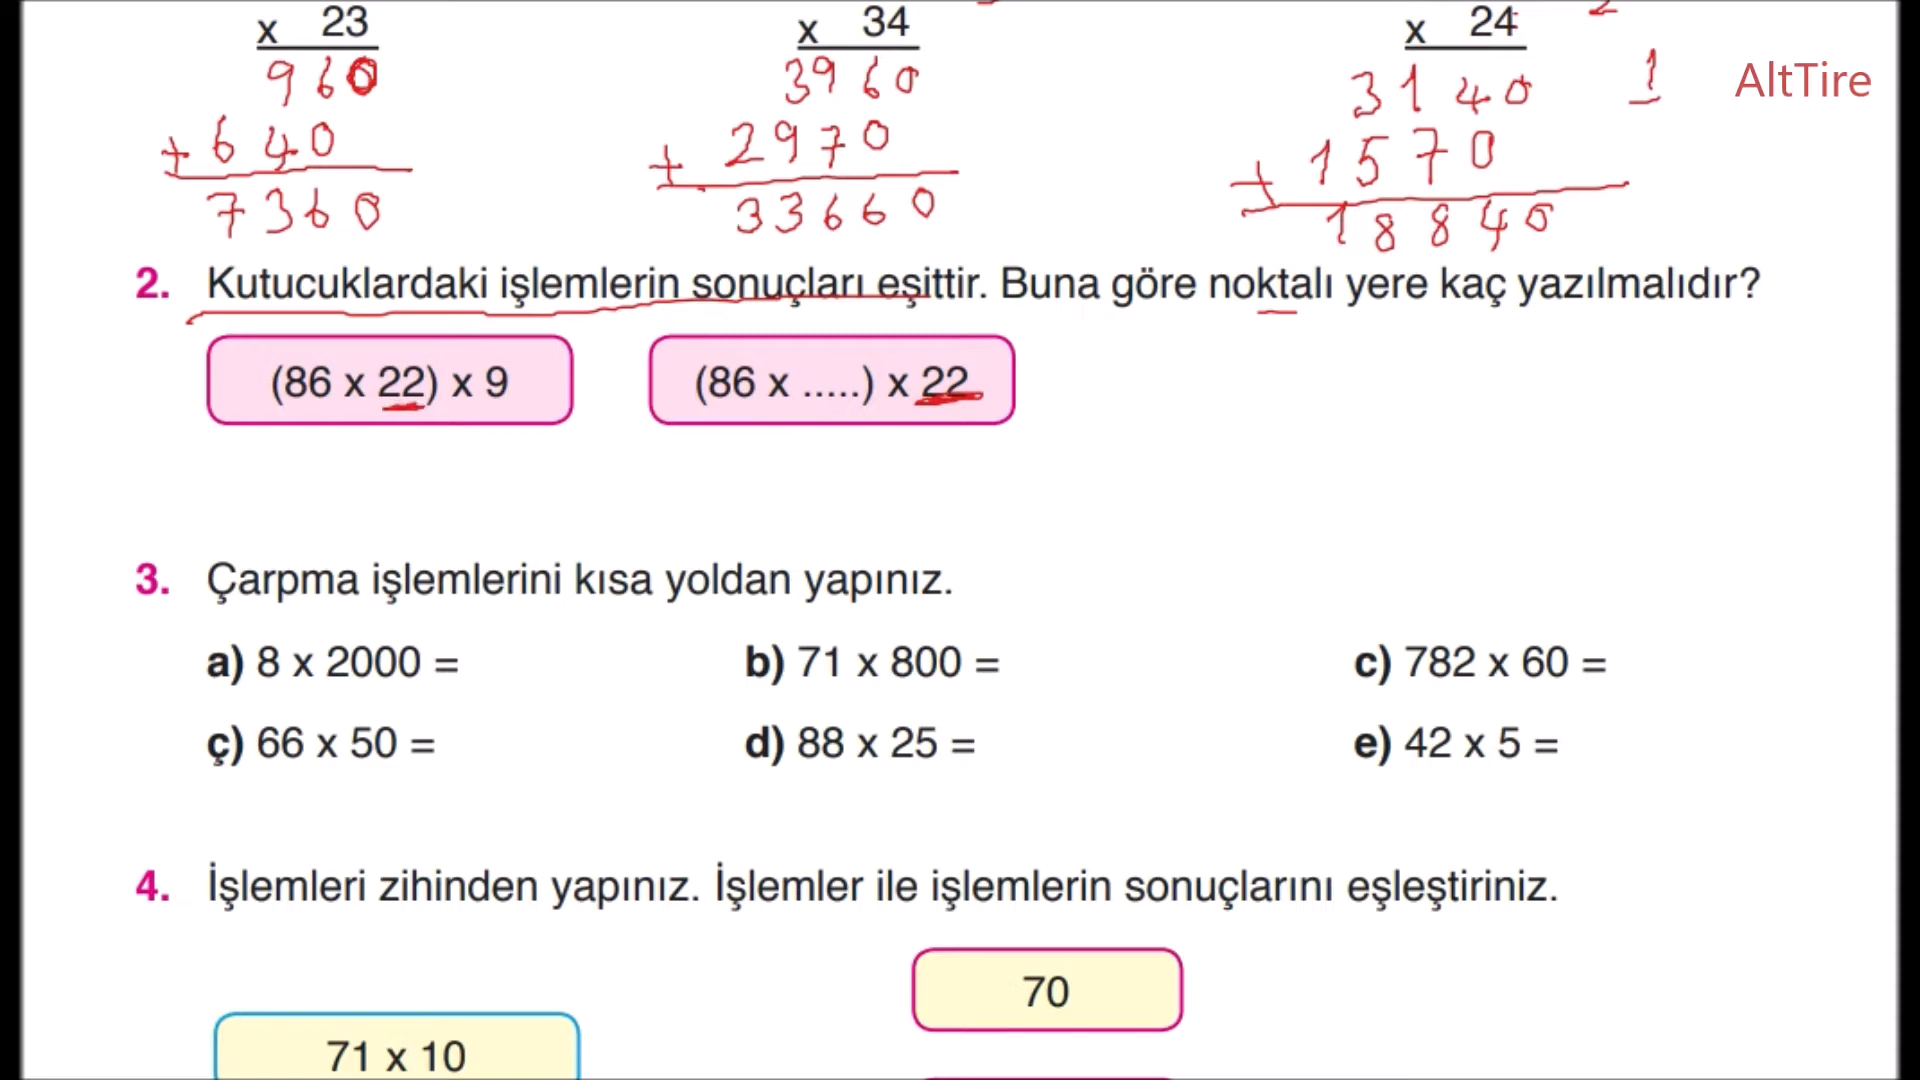 x 23
x 34
x 24
960
3960
3140
1
AltTire
+ 640
+ 2970
+ 1570
7360
33660
18840
2. Kutucuklardaki işlemlerin sonuçları eşittir. Buna göre noktalı yere kaç yazılmalıdır?
(86 x 22) x 9
(86 x .....) x 22
3. Çarpma işlemlerini kısa yoldan yapınız.
a) 8 x 2000 =
b) 71 x 800 =
c) 782 x 60 =
ç) 66 x 50 =
d) 88 x 25 =
e) 42 x 5 =
4. İşlemleri zihinden yapınız. İşlemler ile işlemlerin sonuçlarını eşleştiriniz.
70
71 x 10